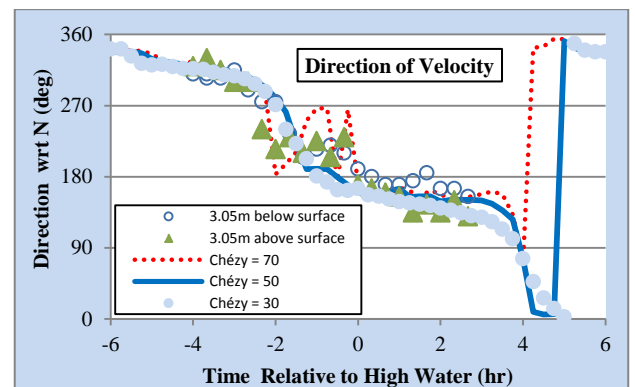 Direction of Velocity
Direction wrt N (deg)
360
270
180
90
0
3.05m below surface
3.05m above surface
Chézy = 70
Chézy = 50
Chézy = 30
-6 -4 -2 0 2 4 6
Time Relative to High Water (hr)